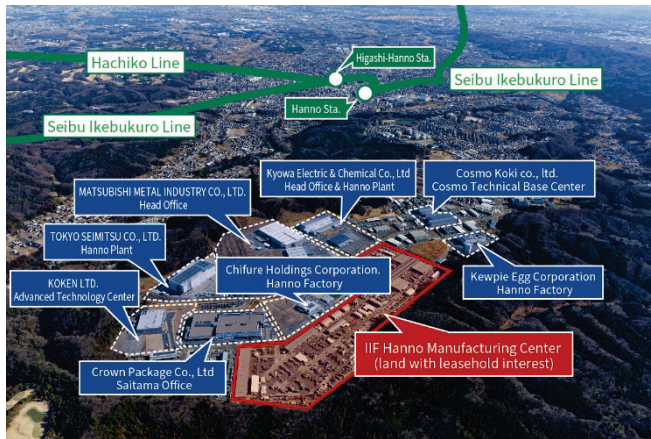 Higashi-Hanno Sta.
Hachiko Line
Seibu Ikebukuro Line
Hanno Sta.
Seibu Ikebukuro Line
Kyowa Electric & Chemical Co., Ltd
Head Office & Hanno Plant
Cosmo Koki co., ltd.
Cosmo Technical Base Center
MATSUBISHI METAL INDUSTRY CO., LTD.
Head Office
TOKYO SEIMITSU CO., LTD.
Hanno Plant
Chifure Holdings Corporation.
Hanno Factory
Kewpie Egg Corporation
Hanno Factory
KOKEN LTD.
Advanced Technology Center
IIF Hanno Manufacturing Center
(land with leasehold interest)
Crown Package Co., Ltd
Saitama Office